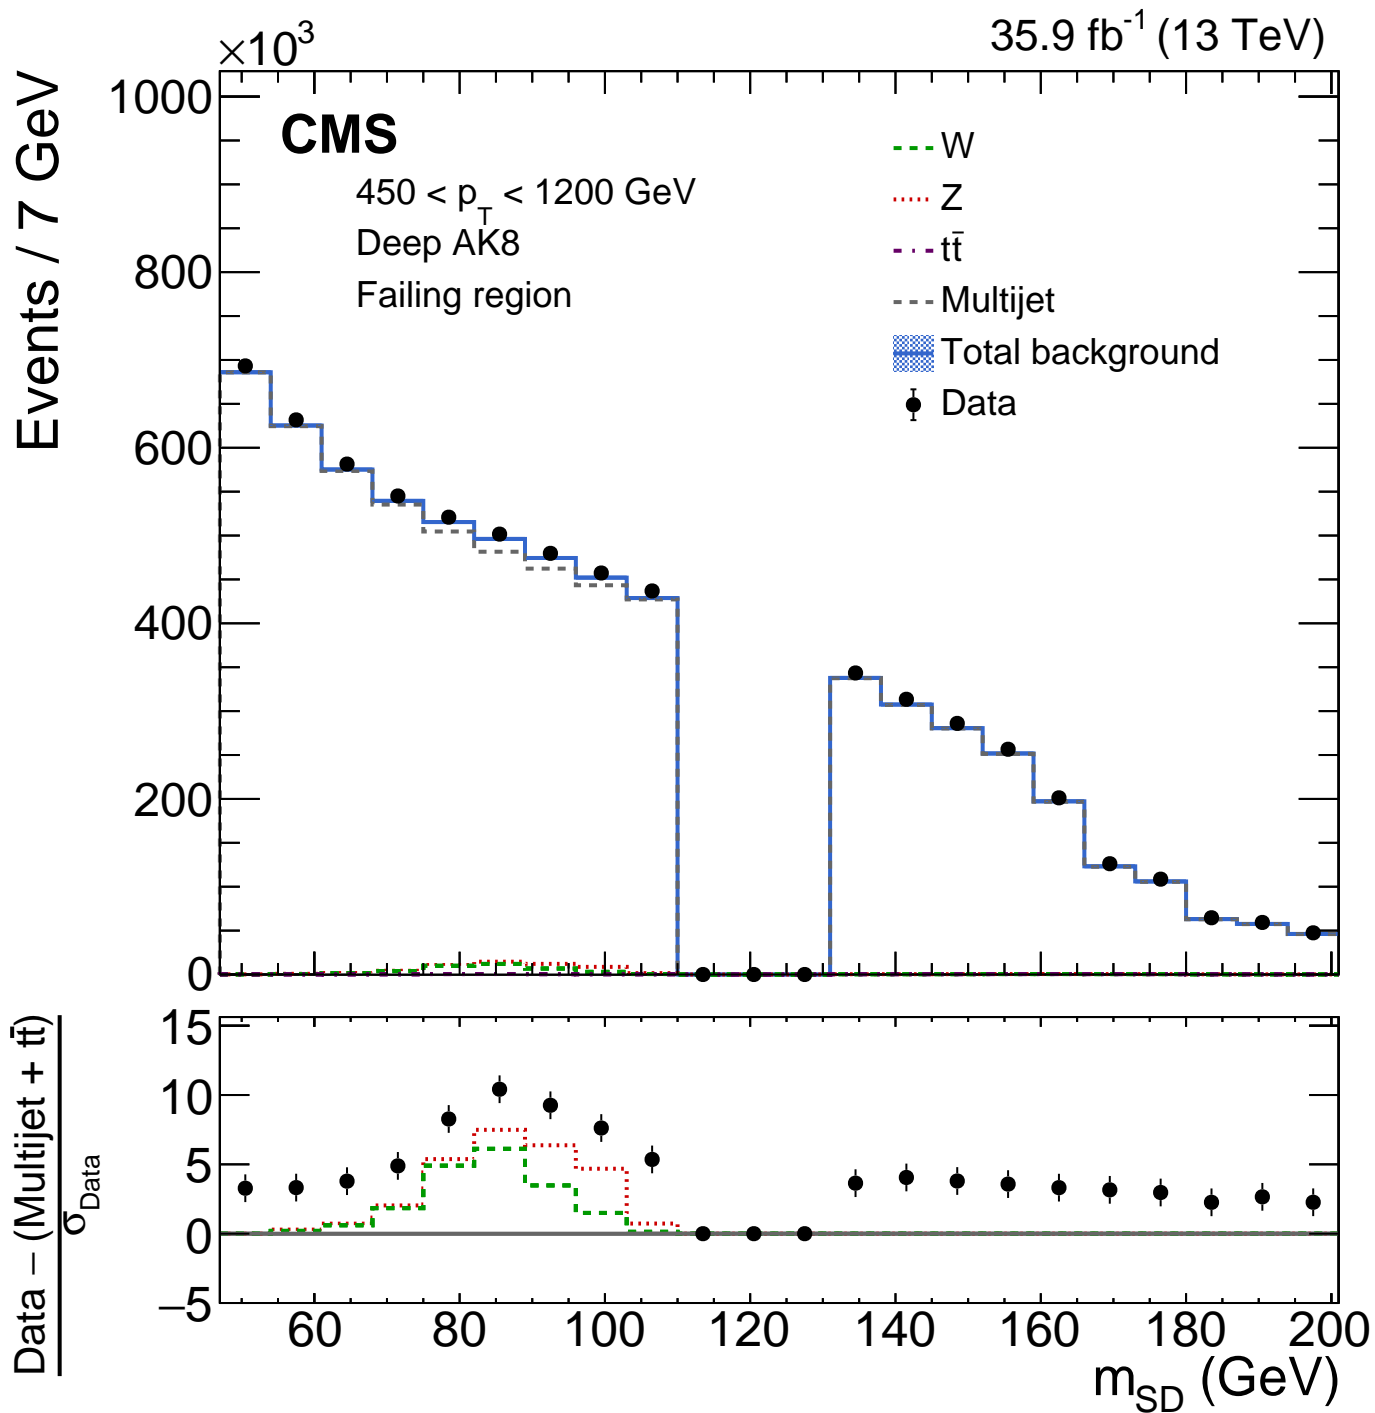 ×10³
35.9 fb⁻¹ (13 TeV)
Events / 7 GeV
CMS
450 < p_T < 1200 GeV
Deep AK8
Failing region
W
Z
tt̄
Multijet
Total background
Data
1000
800
600
400
200
0
Data − (Multijet + tt̄)
σ_Data
15
10
5
0
−5
60 80 100 120 140 160 180 200
m_SD (GeV)